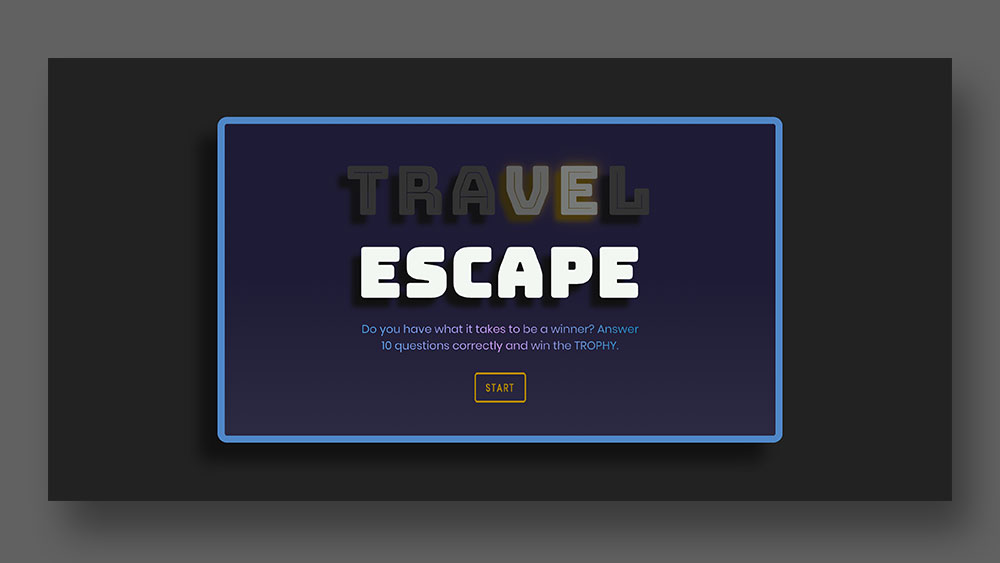 TRAVEL
ESCAPE
Do you have what it takes to be a winner? Answer
10 questions correctly and win the TROPHY.
START